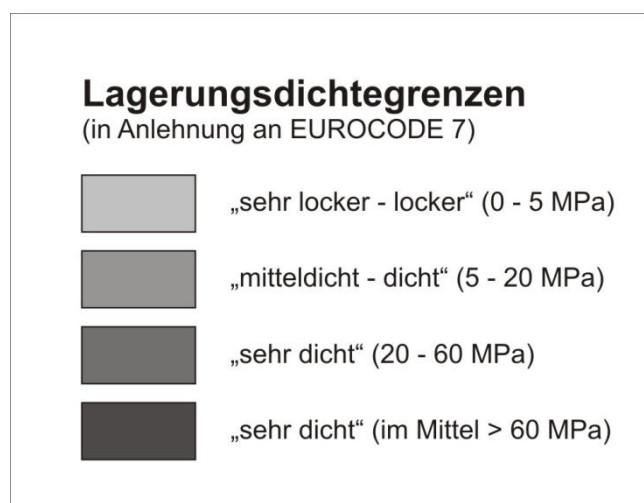 Lagerungsdichtegrenzen
(in Anlehnung an EUROCODE 7)
„sehr locker - locker“ (0 - 5 MPa)
„mitteldicht - dicht“ (5 - 20 MPa)
„sehr dicht“ (20 - 60 MPa)
„sehr dicht“ (im Mittel > 60 MPa)